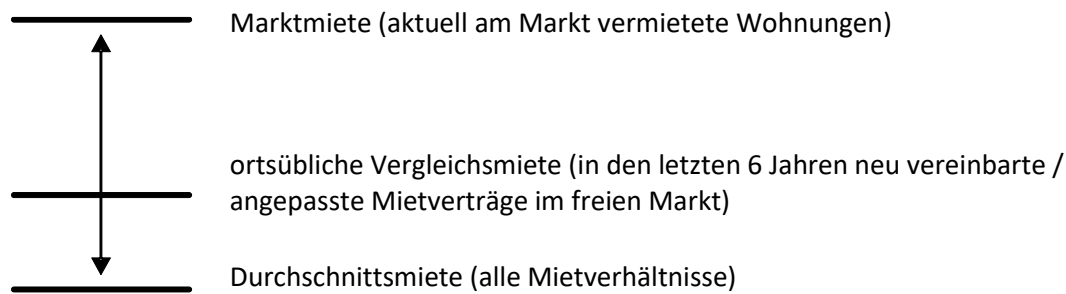 Marktmiete (aktuell am Markt vermietete Wohnungen)
ortsübliche Vergleichsmiete (in den letzten 6 Jahren neu vereinbarte /
angepasste Mietverträge im freien Markt)
Durchschnittsmiete (alle Mietverhältnisse)